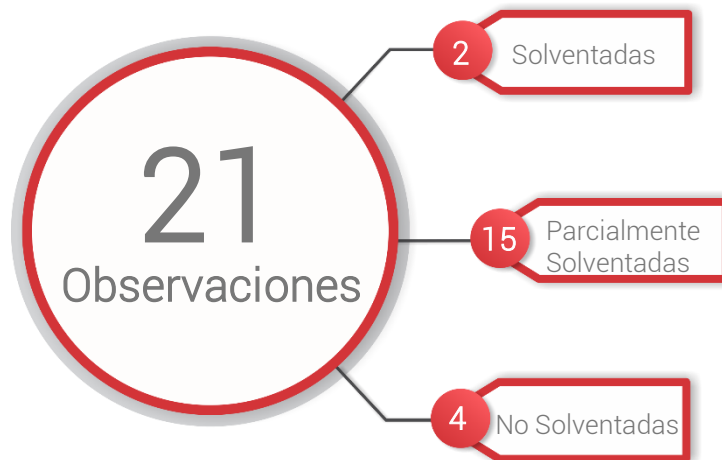 21
Observaciones
2
Solventadas
15
Parcialmente
Solventadas
4
No Solventadas